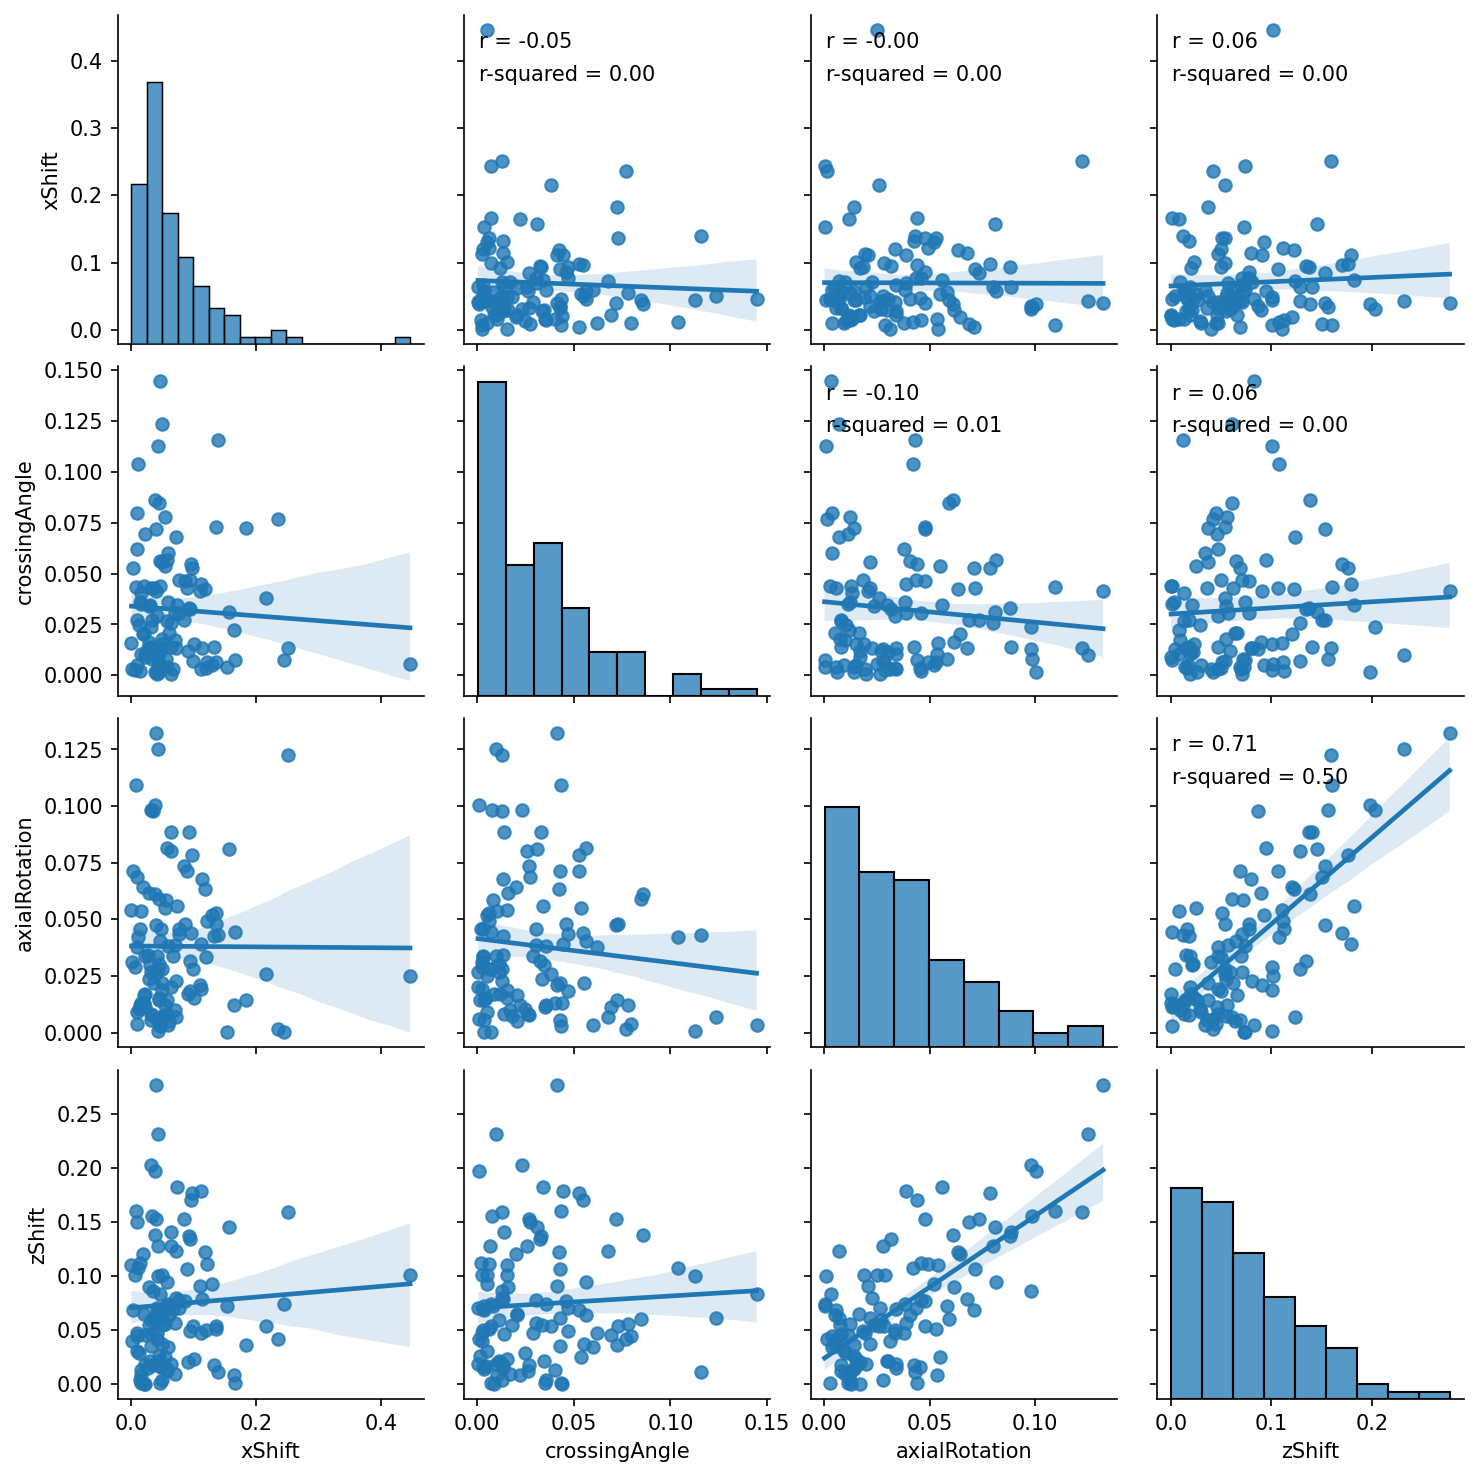 0.4
0.3
0.2
0.1
0.0
xShift
r = -0.05
r-squared = 0.00
r = -0.00
r-squared = 0.00
r = 0.06
r-squared = 0.00
0.150
0.125
0.100
0.075
0.050
0.025
0.000
crossingAngle
r = -0.10
r-squared = 0.01
r = 0.06
r-squared = 0.00
0.125
0.100
0.075
0.050
0.025
0.000
axialRotation
r = 0.71
r-squared = 0.50
0.25
0.20
0.15
0.10
0.05
0.00
zShift
0.0 0.2 0.4
xShift
0.00 0.05 0.10 0.15
crossingAngle
0.00 0.05 0.10
axialRotation
0.0 0.1 0.2
zShift